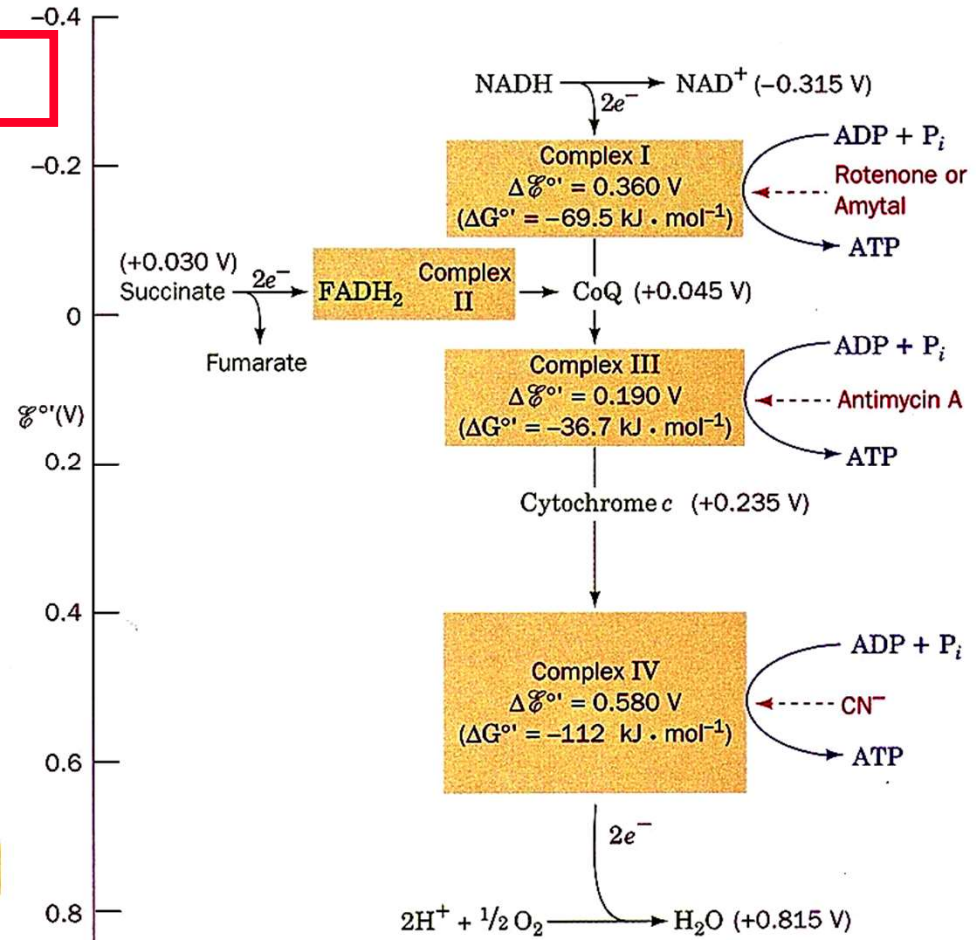 −0.4
NADH → NAD⁺ (−0.315 V)
2e⁻
ADP + Pᵢ
Complex I
Δℰ°' = 0.360 V
(ΔG°' = −69.5 kJ · mol⁻¹)
−0.2
Rotenone or
Amytal
ATP
(+0.030 V)
Succinate
2e⁻
FADH₂
Complex
II
CoQ (+0.045 V)
0
Fumarate
ADP + Pᵢ
Complex III
Δℰ°' = 0.190 V
(ΔG°' = −36.7 kJ · mol⁻¹)
Antimycin A
ℰ°'(V)
ATP
0.2
Cytochrome c (+0.235 V)
0.4
ADP + Pᵢ
Complex IV
Δℰ°' = 0.580 V
(ΔG°' = −112 kJ · mol⁻¹)
CN⁻
ATP
0.6
2e⁻
0.8
2H⁺ + ½ O₂ → H₂O (+0.815 V)